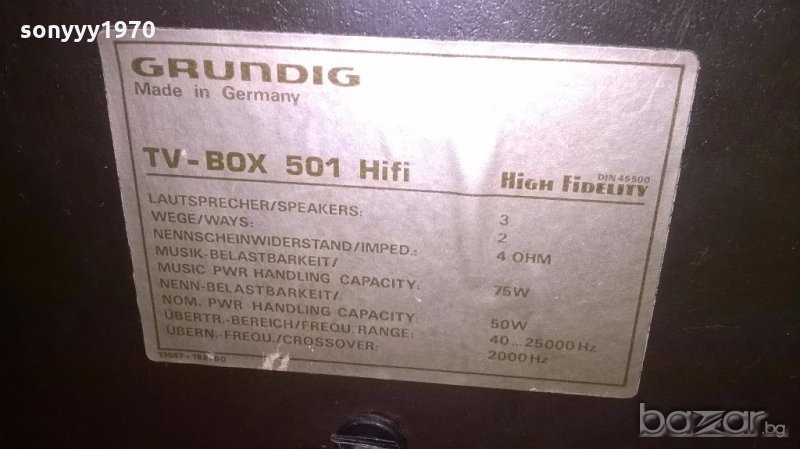 sonyyy1970
GRUNDIG
Made in Germany
TV-BOX 501 Hifi
DIN 45500
HIGH FIDELITY
LAUTSPRECHER/SPEAKERS: 3
WEGE/WAYS: 2
NENNSCHEINWIDERSTAND/IMPED.: 4 OHM
MUSIK-BELASTBARKEIT/
MUSIC PWR HANDLING CAPACITY: 75W
NENN-BELASTBARKEIT/
NOM. PWR HANDLING CAPACITY: 50W
ÜBERTR.-BEREICH/FREQU. RANGE: 40...25000 Hz
ÜBERN.-FREQU./CROSSOVER: 2000Hz
bazar.bg